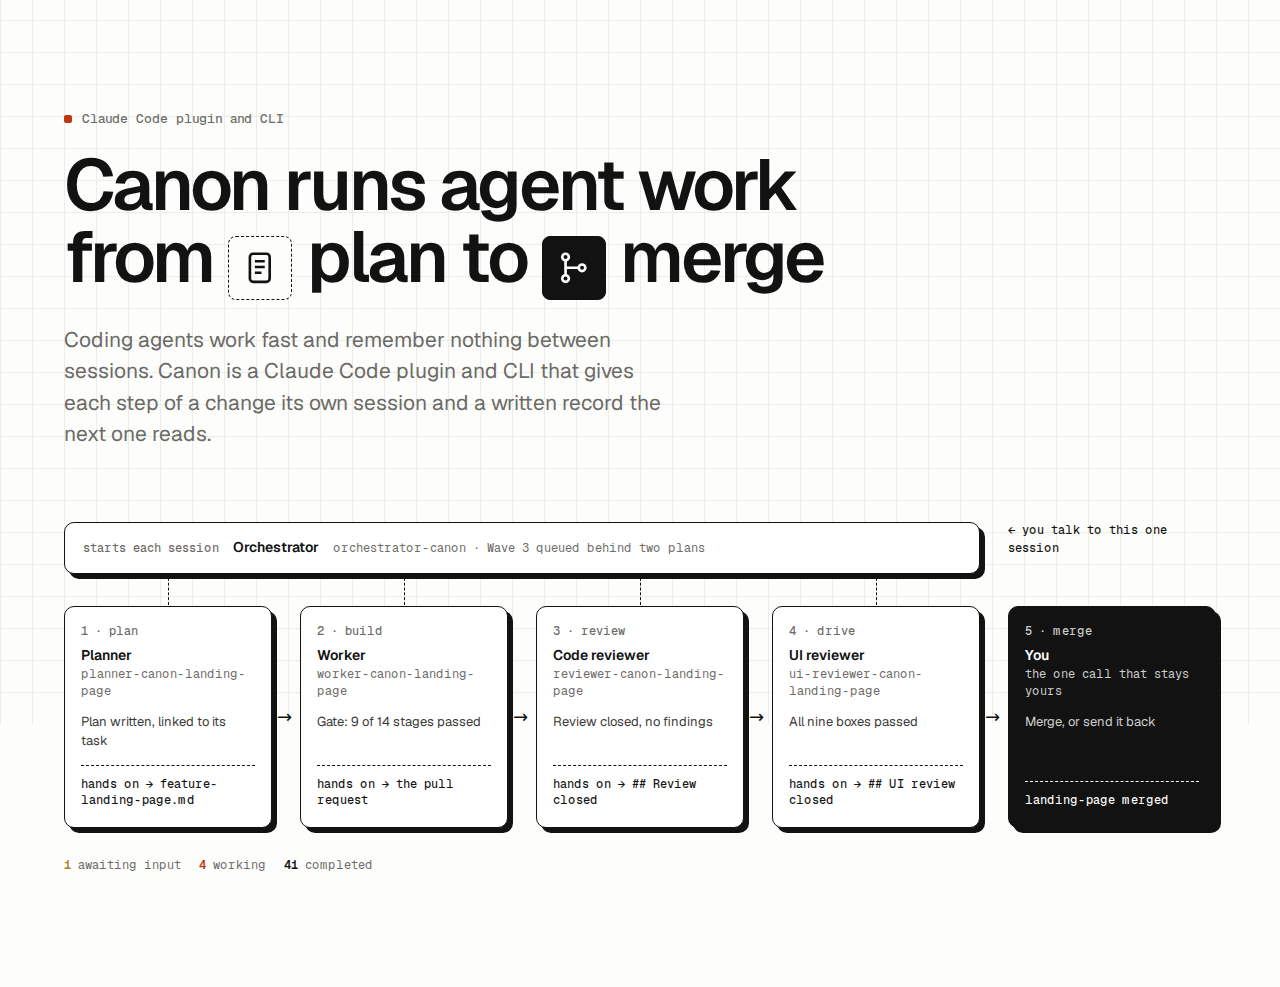 Claude Code plugin and CLI
Canon runs agent work
from plan to merge
Coding agents work fast and remember nothing between
sessions. Canon is a Claude Code plugin and CLI that gives
each step of a change its own session and a written record the
next one reads.
starts each session Orchestrator orchestrator-canon · Wave 3 queued behind two plans
← you talk to this one
session
1 · plan
Planner
planner-canon-landing-
page
Plan written, linked to its
task
hands on → feature-
landing-page.md
→
2 · build
Worker
worker-canon-landing-
page
Gate: 9 of 14 stages passed
hands on → the pull
request
→
3 · review
Code reviewer
reviewer-canon-landing-
page
Review closed, no findings
hands on → ## Review
closed
→
4 · drive
UI reviewer
ui-reviewer-canon-
landing-page
All nine boxes passed
hands on → ## UI review
closed
→
5 · merge
You
the one call that stays
yours
Merge, or send it back
landing-page merged
1 awaiting input 4 working 41 completed